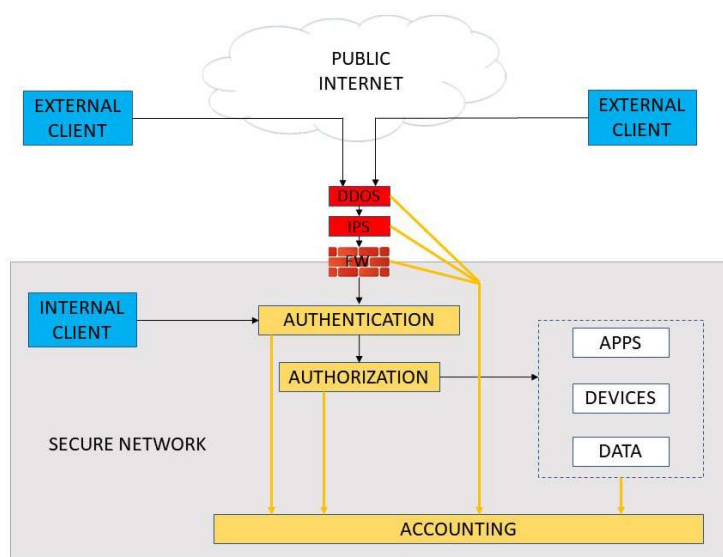 PUBLIC
INTERNET
EXTERNAL
CLIENT
EXTERNAL
CLIENT
DDOS
IPS
FW
INTERNAL
CLIENT
AUTHENTICATION
AUTHORIZATION
APPS
DEVICES
DATA
SECURE NETWORK
ACCOUNTING